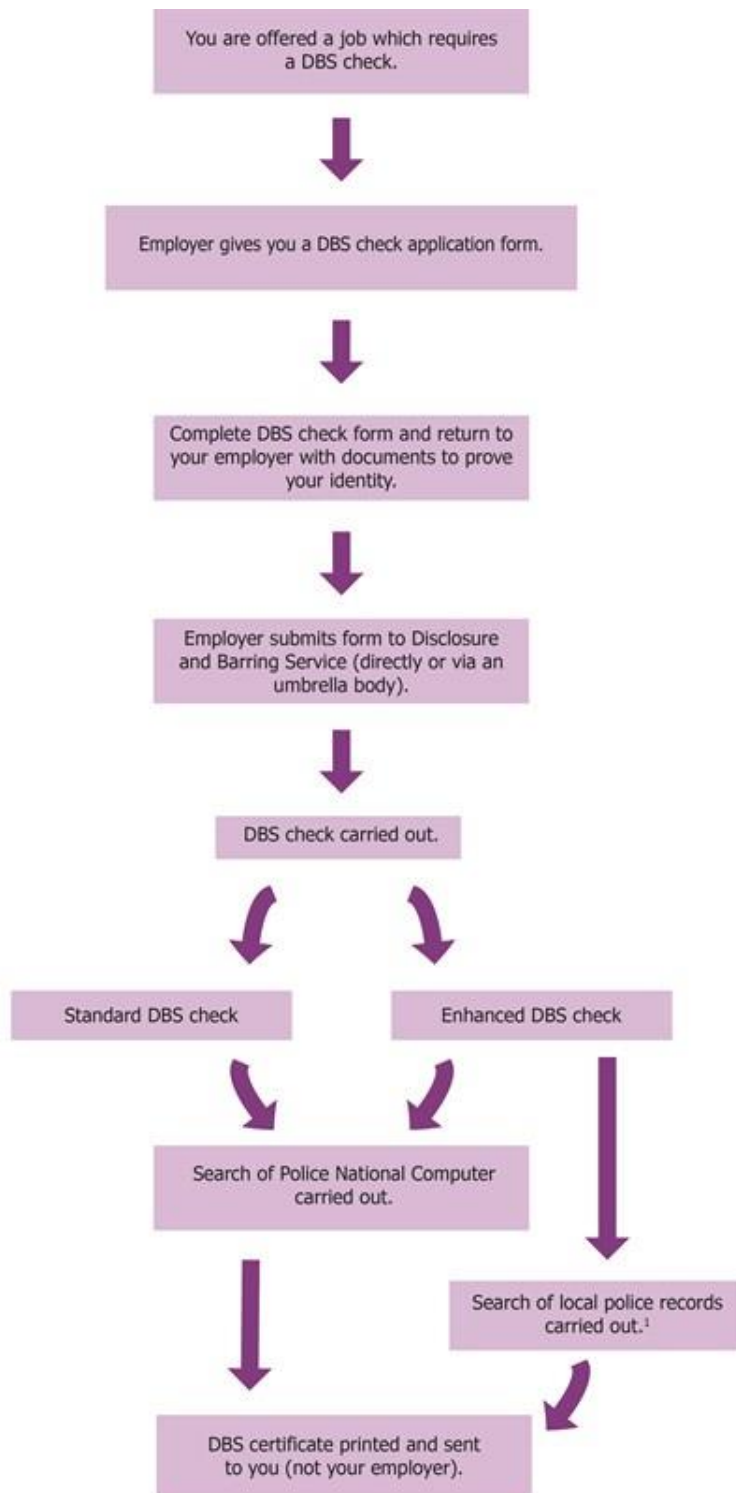 You are offered a job which requires
a DBS check.
Employer gives you a DBS check application form.
Complete DBS check form and return to
your employer with documents to prove
your identity.
Employer submits form to Disclosure
and Barring Service (directly or via an
umbrella body).
DBS check carried out.
Standard DBS check
Enhanced DBS check
Search of Police National Computer
carried out.
Search of local police records
carried out.¹
DBS certificate printed and sent
to you (not your employer).